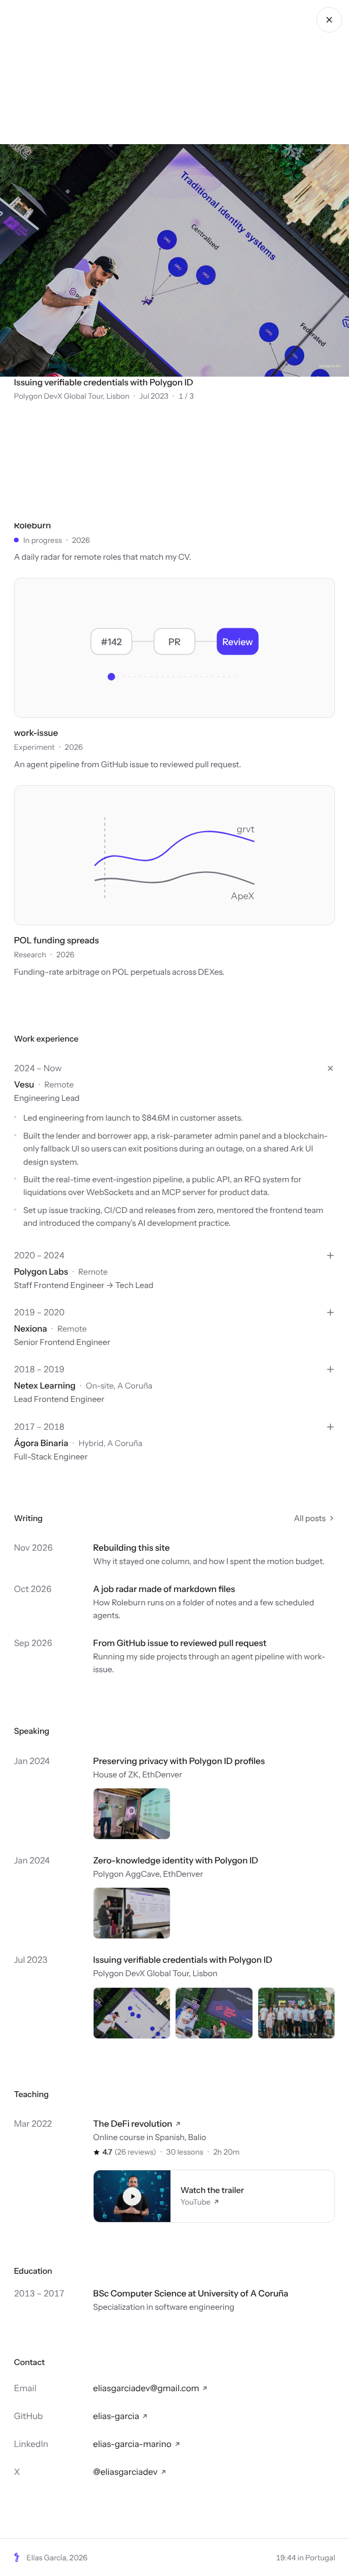 Traditional identity systems
Centralized
Federated
Issuing verifiable credentials with Polygon ID
Polygon DevX Global Tour, Lisbon · Jul 2023 · 1 / 3
Roleburn
In progress · 2026
A daily radar for remote roles that match my CV.
#142
PR
Review
work-issue
Experiment · 2026
An agent pipeline from GitHub issue to reviewed pull request.
grvt
ApeX
POL funding spreads
Research · 2026
Funding-rate arbitrage on POL perpetuals across DEXes.
Work experience
2024 – Now
Vesu · Remote
Engineering Lead
Led engineering from launch to $84.6M in customer assets.
Built the lender and borrower app, a risk-parameter admin panel and a blockchain-
only fallback UI so users can exit positions during an outage, on a shared Ark UI
design system.
Built the real-time event-ingestion pipeline, a public API, an RFQ system for
liquidations over WebSockets and an MCP server for product data.
Set up issue tracking, CI/CD and releases from zero, mentored the frontend team
and introduced the company's AI development practice.
2020 – 2024
Polygon Labs · Remote
Staff Frontend Engineer → Tech Lead
2019 – 2020
Nexiona · Remote
Senior Frontend Engineer
2018 – 2019
Netex Learning · On-site, A Coruña
Lead Frontend Engineer
2017 – 2018
Ágora Binaria · Hybrid, A Coruña
Full-Stack Engineer
Writing
All posts
Nov 2026
Rebuilding this site
Why it stayed one column, and how I spent the motion budget.
Oct 2026
A job radar made of markdown files
How Roleburn runs on a folder of notes and a few scheduled
agents.
Sep 2026
From GitHub issue to reviewed pull request
Running my side projects through an agent pipeline with work-
issue.
Speaking
Jan 2024
Preserving privacy with Polygon ID profiles
House of ZK, EthDenver
Jan 2024
Zero-knowledge identity with Polygon ID
Polygon AggCave, EthDenver
Jul 2023
Issuing verifiable credentials with Polygon ID
Polygon DevX Global Tour, Lisbon
Teaching
Mar 2022
The DeFi revolution ↗
Online course in Spanish, Balio
★ 4.7 (26 reviews) · 30 lessons · 2h 20m
Watch the trailer
YouTube ↗
Education
2013 – 2017
BSc Computer Science at University of A Coruña
Specialization in software engineering
Contact
Email
eliasgarciadev@gmail.com ↗
GitHub
elias-garcia ↗
LinkedIn
elias-garcia-marino ↗
X
@eliasgarciadev ↗
Elías García, 2026
19:44 in Portugal